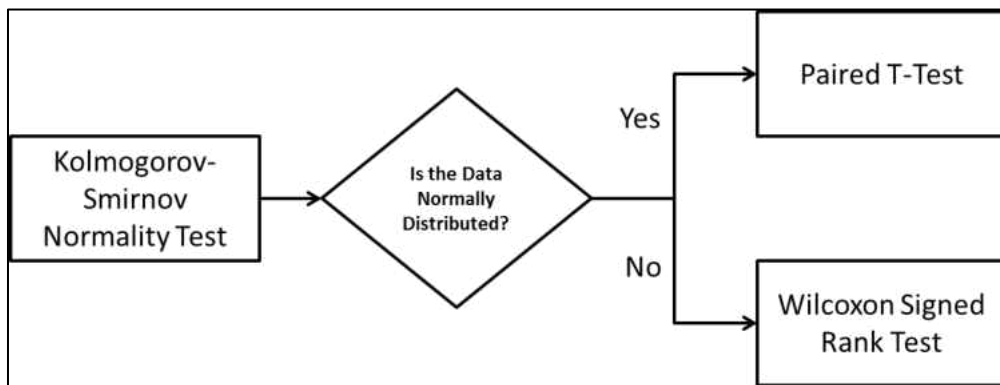 Kolmogorov-
Smirnov
Normality Test
Is the Data
Normally
Distributed?
Yes
No
Paired T-Test
Wilcoxon Signed
Rank Test